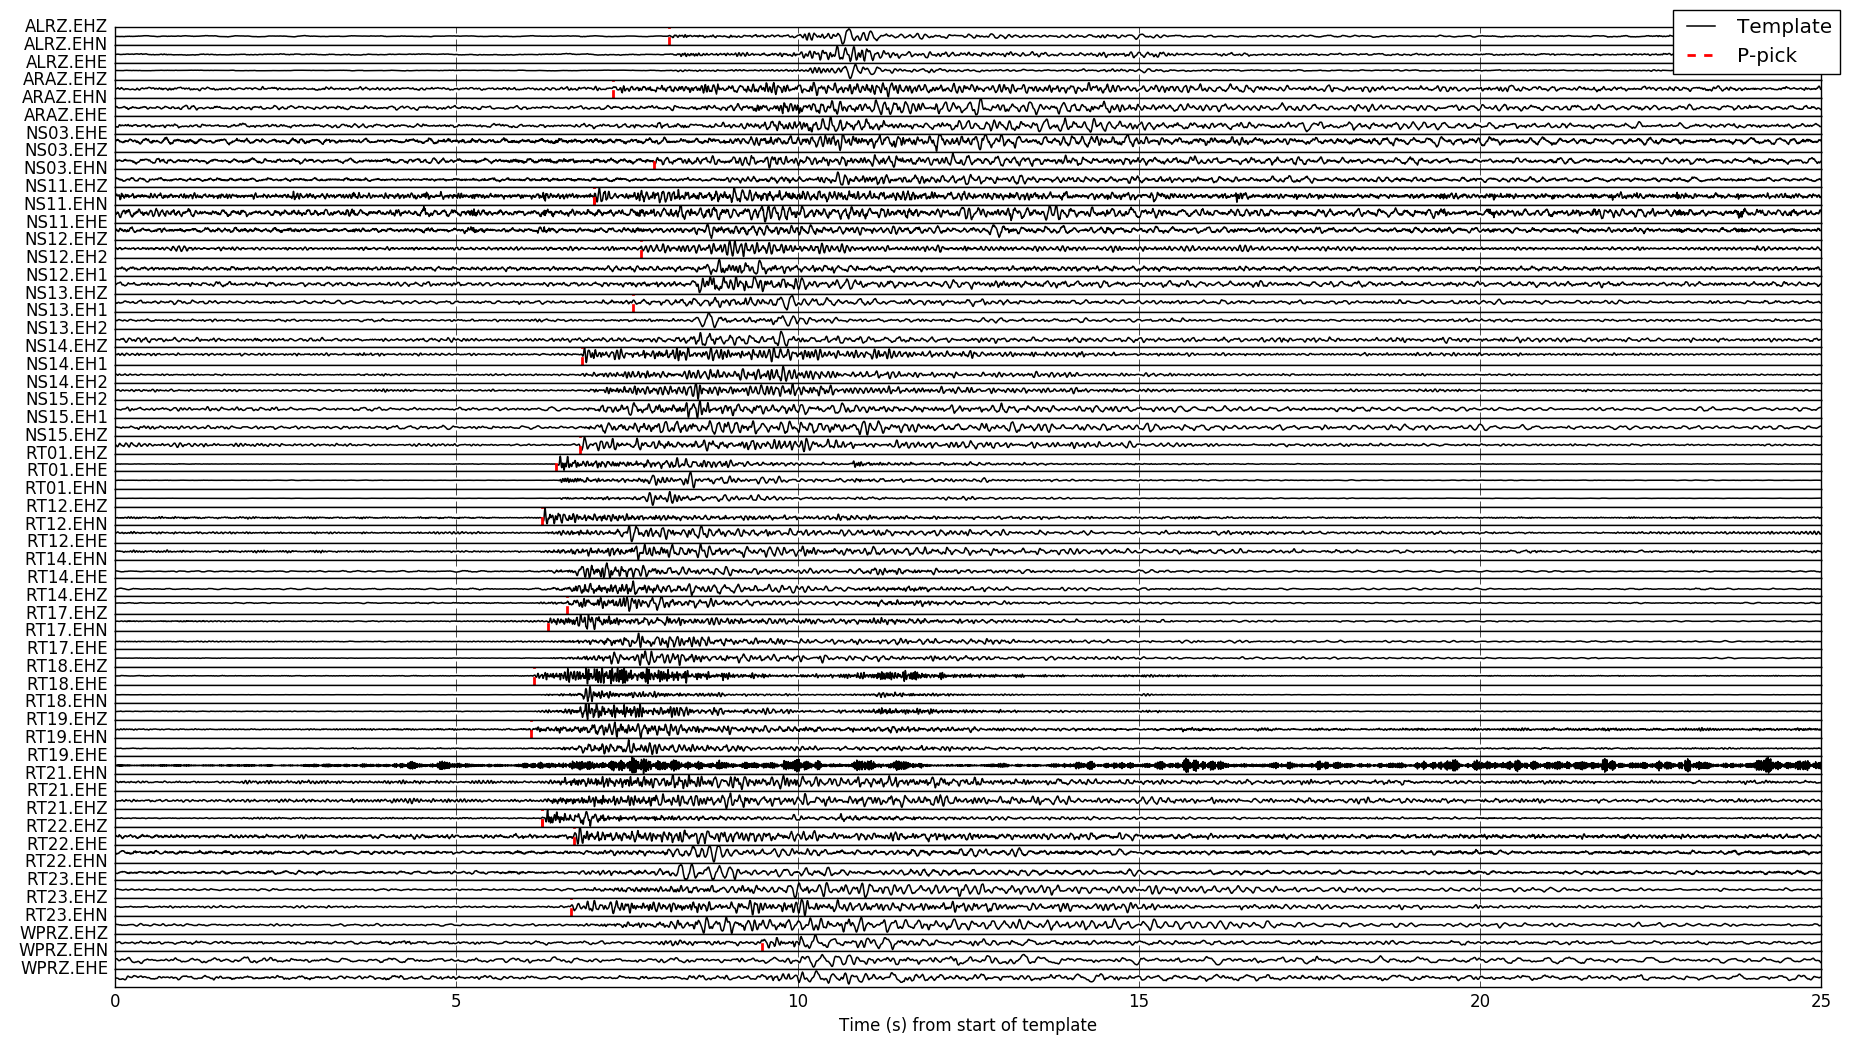 Template
P-pick
ALRZ.EHZ
ALRZ.EHN
ALRZ.EHE
ARAZ.EHZ
ARAZ.EHN
ARAZ.EHE
NS03.EHE
NS03.EHZ
NS03.EHN
NS11.EHZ
NS11.EHN
NS11.EHE
NS12.EHZ
NS12.EH2
NS12.EH1
NS13.EHZ
NS13.EH1
NS13.EH2
NS14.EHZ
NS14.EH1
NS14.EH2
NS15.EH2
NS15.EH1
NS15.EHZ
RT01.EHZ
RT01.EHE
RT01.EHN
RT12.EHZ
RT12.EHN
RT12.EHE
RT14.EHN
RT14.EHE
RT14.EHZ
RT17.EHZ
RT17.EHN
RT17.EHE
RT18.EHZ
RT18.EHE
RT18.EHN
RT19.EHZ
RT19.EHN
RT19.EHE
RT21.EHN
RT21.EHE
RT21.EHZ
RT22.EHZ
RT22.EHE
RT22.EHN
RT23.EHE
RT23.EHZ
RT23.EHN
WPRZ.EHZ
WPRZ.EHN
WPRZ.EHE
0 5 10 15 20 25
Time (s) from start of template